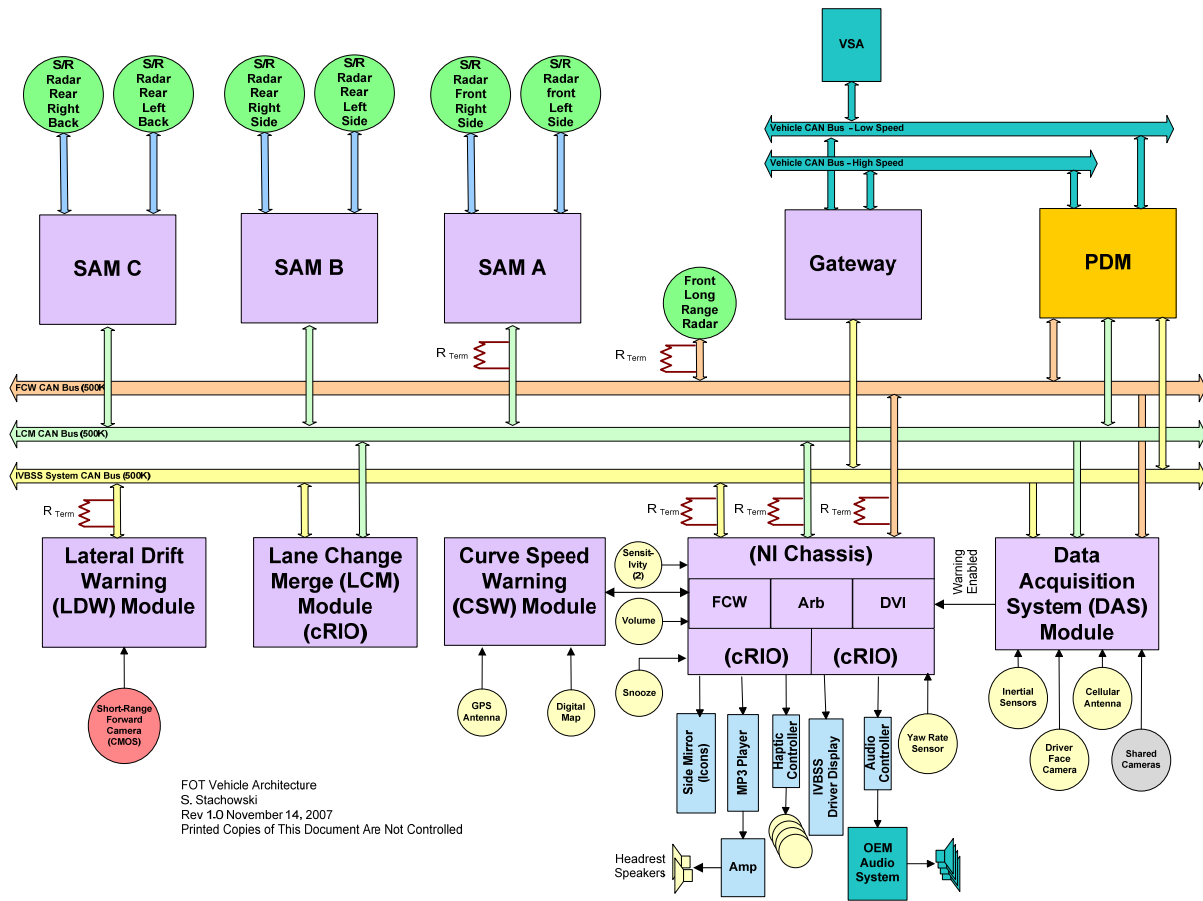 S/R
Radar
Rear
Right
Back
S/R
Radar
Rear
Left
Back
S/R
Radar
Rear
Right
Side
S/R
Radar
Rear
Left
Side
S/R
Radar
Front
Right
Side
S/R
Radar
front
Left
Side
VSA
Vehicle CAN Bus – Low Speed
Vehicle CAN Bus – High Speed
SAM C
SAM B
SAM A
Gateway
PDM
Front
Long
Range
Radar
R Term
R Term
FCW CAN Bus (500K)
LCM CAN Bus (500K)
IVBSS System CAN Bus (500K)
R Term
R Term
R Term
R Term
Lateral Drift
Warning
(LDW) Module
Lane Change
Merge (LCM)
Module
(cRIO)
Curve Speed
Warning
(CSW) Module
Sensit-
ivity
(2)
Volume
Snooze
(NI Chassis)
FCW
Arb
DVI
(cRIO)
(cRIO)
Warning
Enabled
Data
Acquisition
System (DAS)
Module
Short-Range
Forward
Camera
(CMOS)
GPS
Antenna
Digital
Map
Side Mirror
(Icons)
MP3 Player
Haptic
Controller
IVBSS
Driver Display
Audio
Controller
Yaw Rate
Sensor
Inertial
Sensors
Driver
Face
Camera
Cellular
Antenna
Shared
Cameras
FOT Vehicle Architecture
S. Stachowski
Rev 1.0 November 14, 2007
Printed Copies of This Document Are Not Controlled
Headrest
Speakers
Amp
OEM
Audio
System